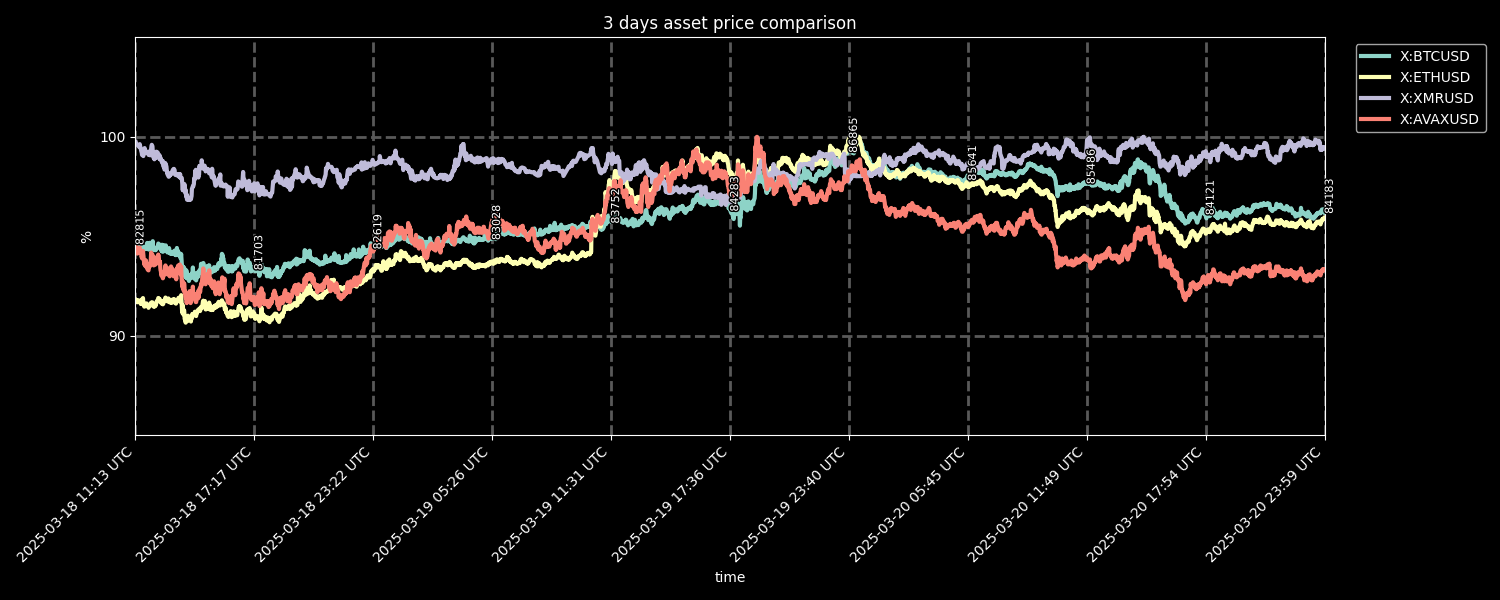 3 days asset price comparison
X:BTCUSD
X:ETHUSD
X:XMRUSD
X:AVAXUSD
100
90
%
82815
81703
82619
83028
83752
84283
86865
85641
85486
84121
84183
2025-03-18 11:13 UTC
2025-03-18 17:17 UTC
2025-03-18 23:22 UTC
2025-03-19 05:26 UTC
2025-03-19 11:31 UTC
2025-03-19 17:36 UTC
2025-03-19 23:40 UTC
2025-03-20 05:45 UTC
2025-03-20 11:49 UTC
2025-03-20 17:54 UTC
2025-03-20 23:59 UTC
time